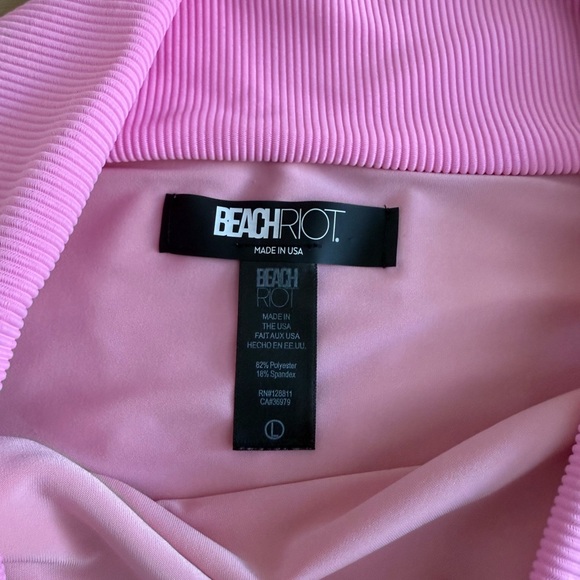 BEACHRIOT.
MADE IN USA
BEACH
RIOT
MADE IN
THE USA
FAIT AUX USA
HECHO EN EE.UU.
82% Polyester
18% Spandex
RN#128811
CA#36979
L